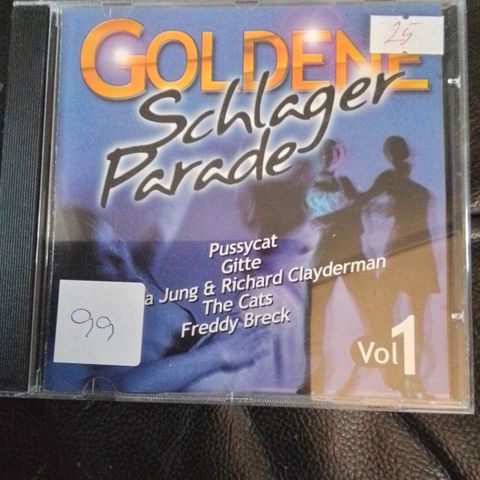 GOLDENE
25
Schlager
Parade
Pussycat
Gitte
a Jung & Richard Clayderman
The Cats
Freddy Breck
99
Vol 1